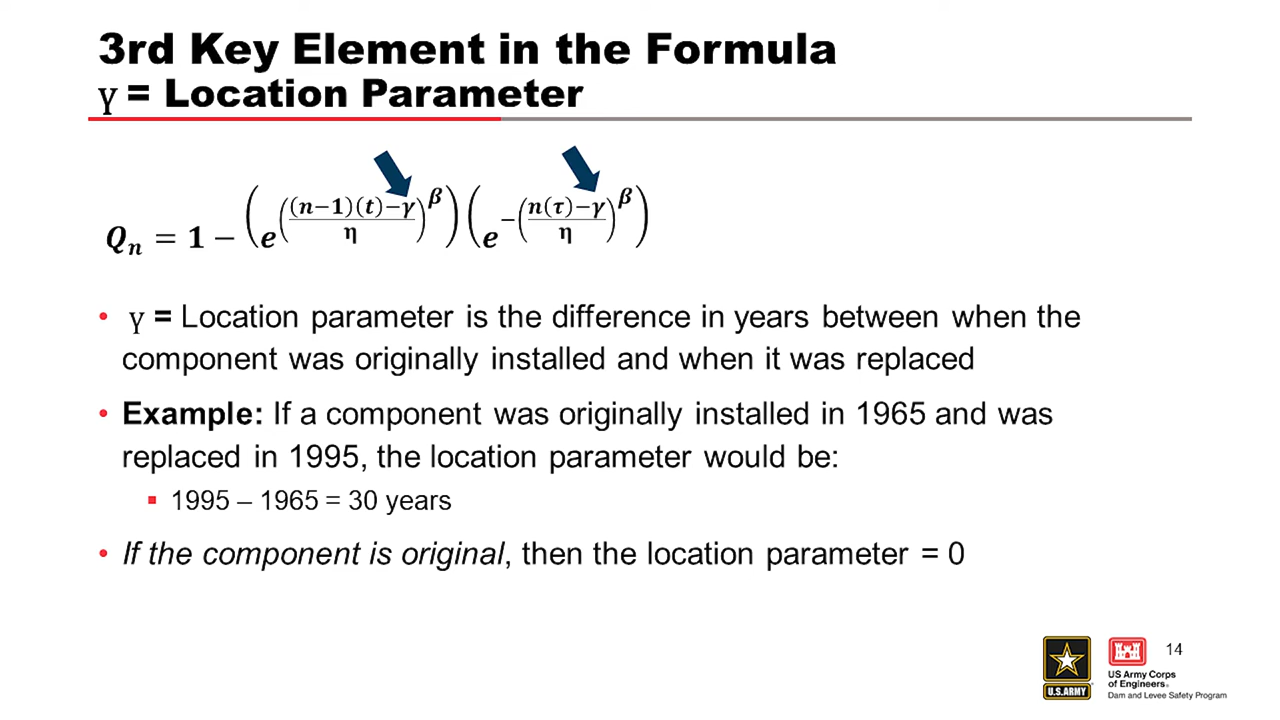 3rd Key Element in the Formula
γ = Location Parameter
Qₙ = 1 − (e^(((n−1)(t)−γ)/η)^β)(e^−((n(τ)−γ)/η)^β)
• γ = Location parameter is the difference in years between when the
component was originally installed and when it was replaced
• Example: If a component was originally installed in 1965 and was
replaced in 1995, the location parameter would be:
▪ 1995 – 1965 = 30 years
• If the component is original, then the location parameter = 0
14
U.S.ARMY
US Army Corps
of Engineers®
Dam and Levee Safety Program